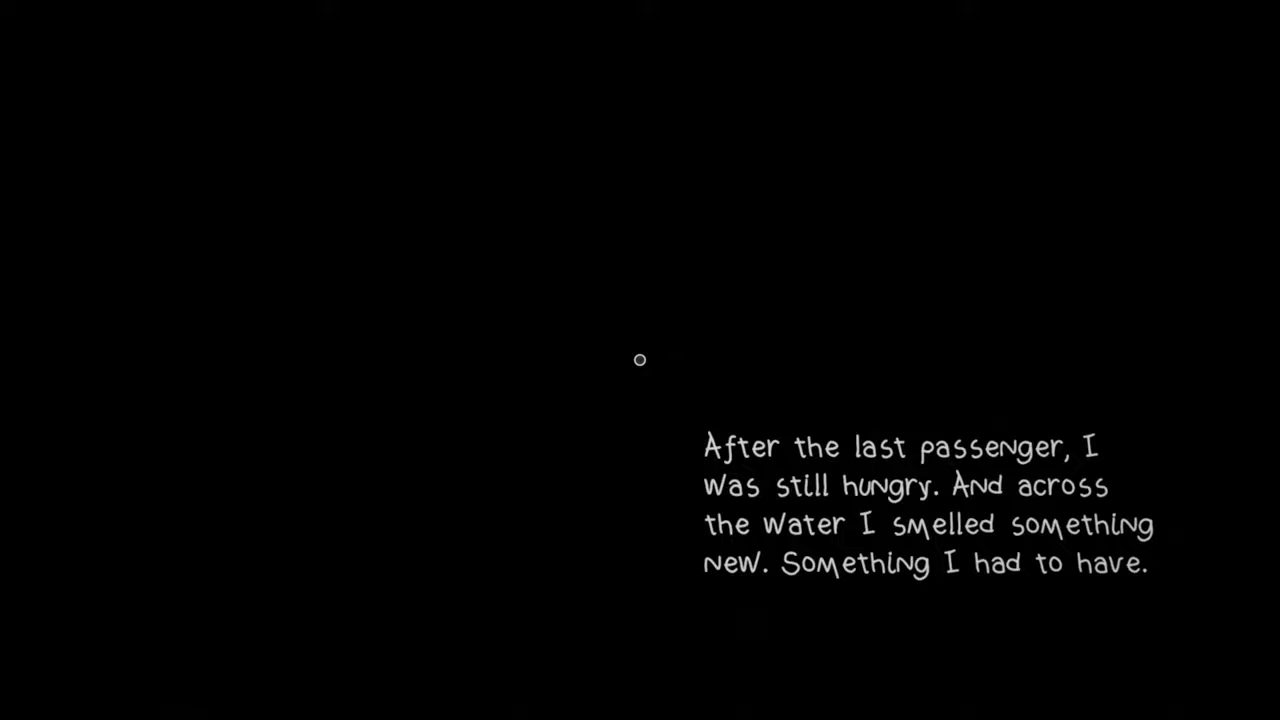 After the last passenger, I
was still hungry. And across
the water I smelled something
new. Something I had to have.